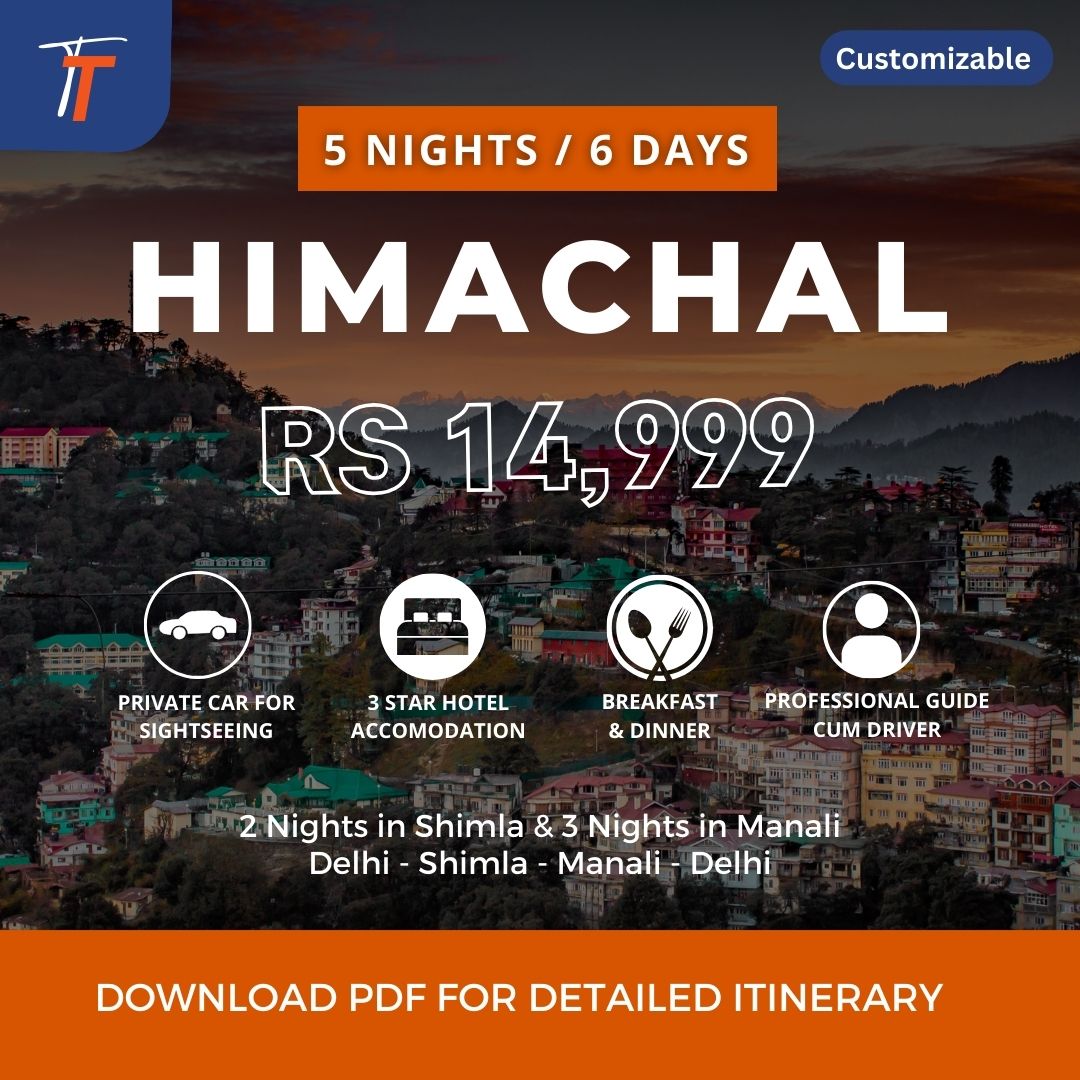 TT
Customizable
5 NIGHTS / 6 DAYS
HIMACHAL
RS 14,999
PRIVATE CAR FOR
SIGHTSEEING
3 STAR HOTEL
ACCOMODATION
BREAKFAST
& DINNER
PROFESSIONAL GUIDE
CUM DRIVER
2 Nights in Shimla & 3 Nights in Manali
Delhi - Shimla - Manali - Delhi
DOWNLOAD PDF FOR DETAILED ITINERARY